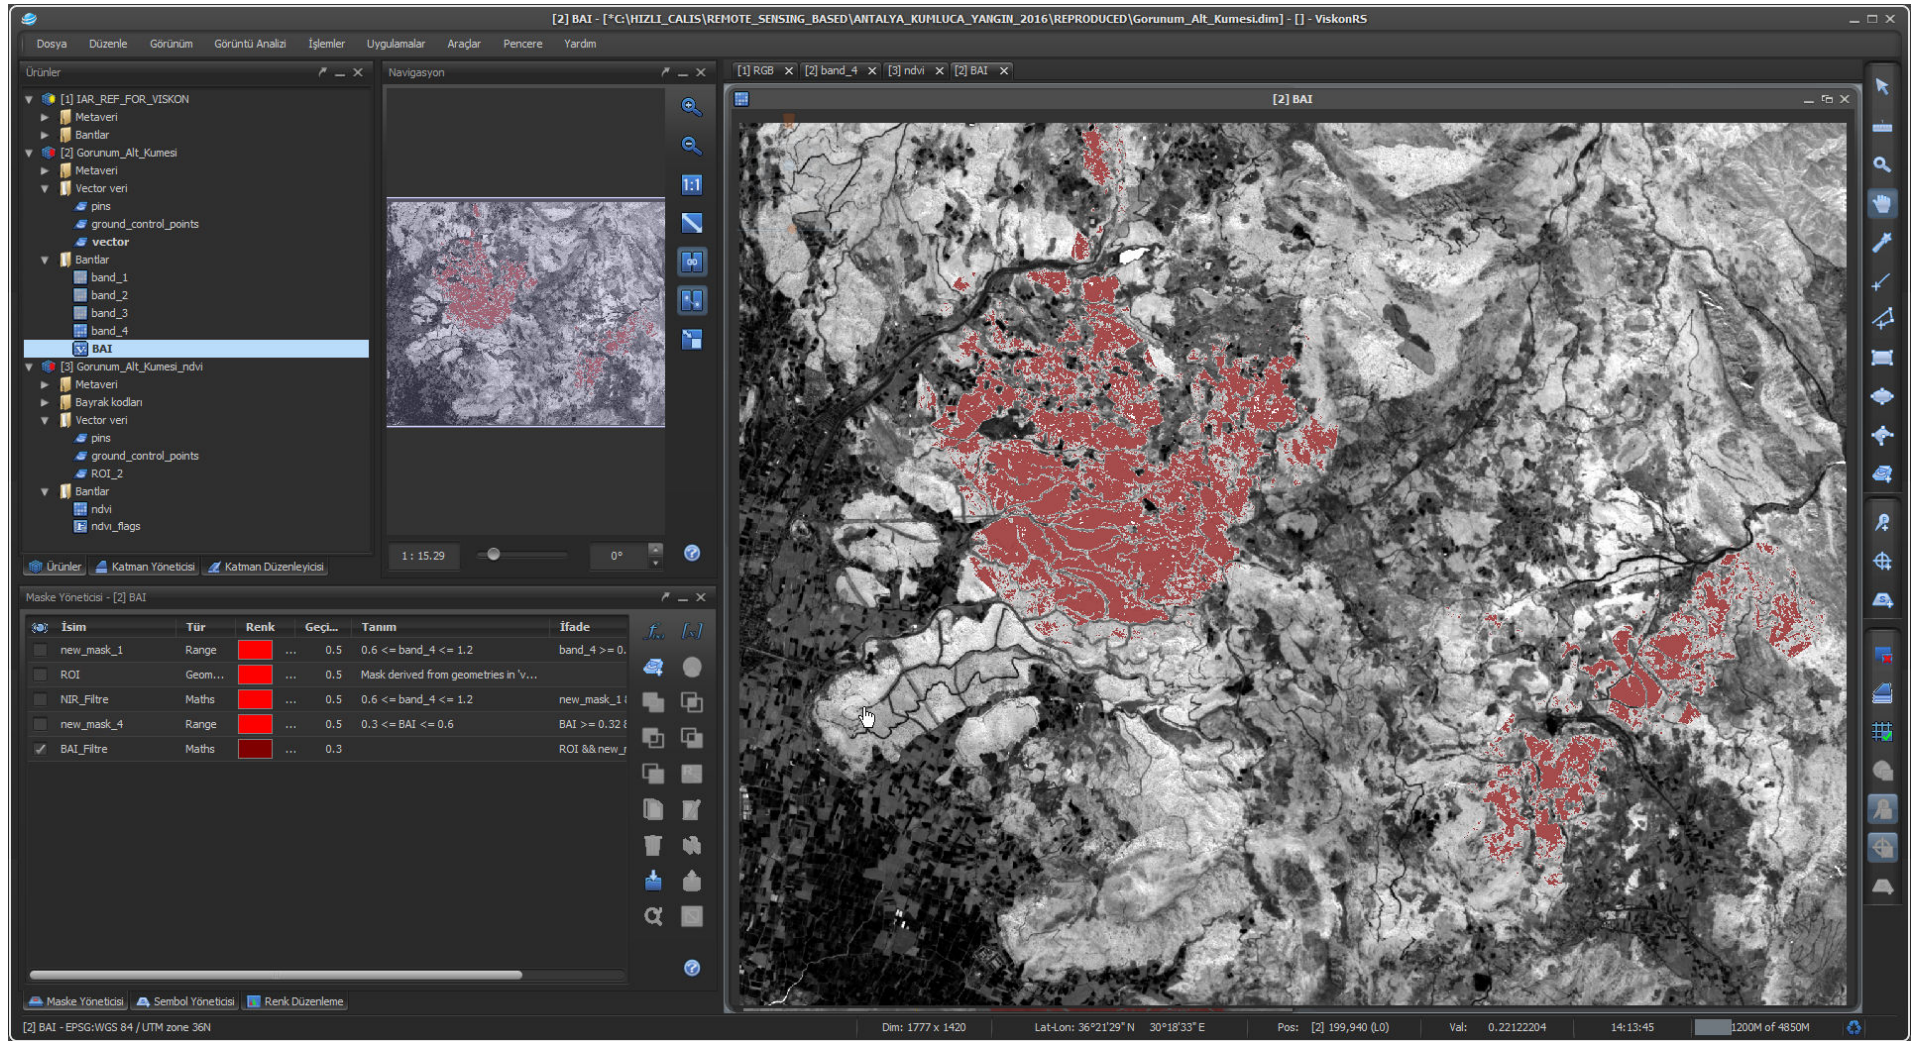 [2] BAI - [*C:\HIZLI_CALIS\REMOTE_SENSING_BASED\ANTALYA_KUMLUCA_YANGIN_2016\REPRODUCED\Gorunum_Alt_Kumesi.dim] - [] - ViskonRS
Dosya Düzenle Görünüm Görüntü Analizi İşlemler Uygulamalar Araçlar Pencere Yardım
Ürünler
[1] IAR_REF_FOR_VISKON
Metaveri
Bantlar
[2] Gorunum_Alt_Kumesi
Metaveri
Vector veri
pins
ground_control_points
vector
Bantlar
band_1
band_2
band_3
band_4
BAI
[3] Gorunum_Alt_Kumesi_ndvi
Metaveri
Bayrak kodları
Vector veri
pins
ground_control_points
ROI_2
Bantlar
ndvi
ndvi_flags
Ürünler Katman Yöneticisi Katman Düzenleyicisi
Navigasyon
1:1
1 : 15.29 0°
[1] RGB [2] band_4 [3] ndvi [2] BAI
[2] BAI
Maske Yöneticisi - [2] BAI
İsim Tür Renk Geçi... Tanım İfade
new_mask_1 Range ... 0.5 0.6 <= band_4 <= 1.2 band_4 >= 0.
ROI Geom... ... 0.5 Mask derived from geometries in 'v...
NIR_Filtre Maths ... 0.5 0.6 <= band_4 <= 1.2 new_mask_1
new_mask_4 Range ... 0.5 0.3 <= BAI <= 0.6 BAI >= 0.32
BAI_Filtre Maths ... 0.3 ROI && new_
Maske Yöneticisi Sembol Yöneticisi Renk Düzenleme
[2] BAI - EPSG:WGS 84 / UTM zone 36N Dim: 1777 x 1420 Lat-Lon: 36°21'29" N 30°18'33" E Pos: [2] 199,940 (L0) Val: 0.22122204 14:13:45 1200M of 4850M